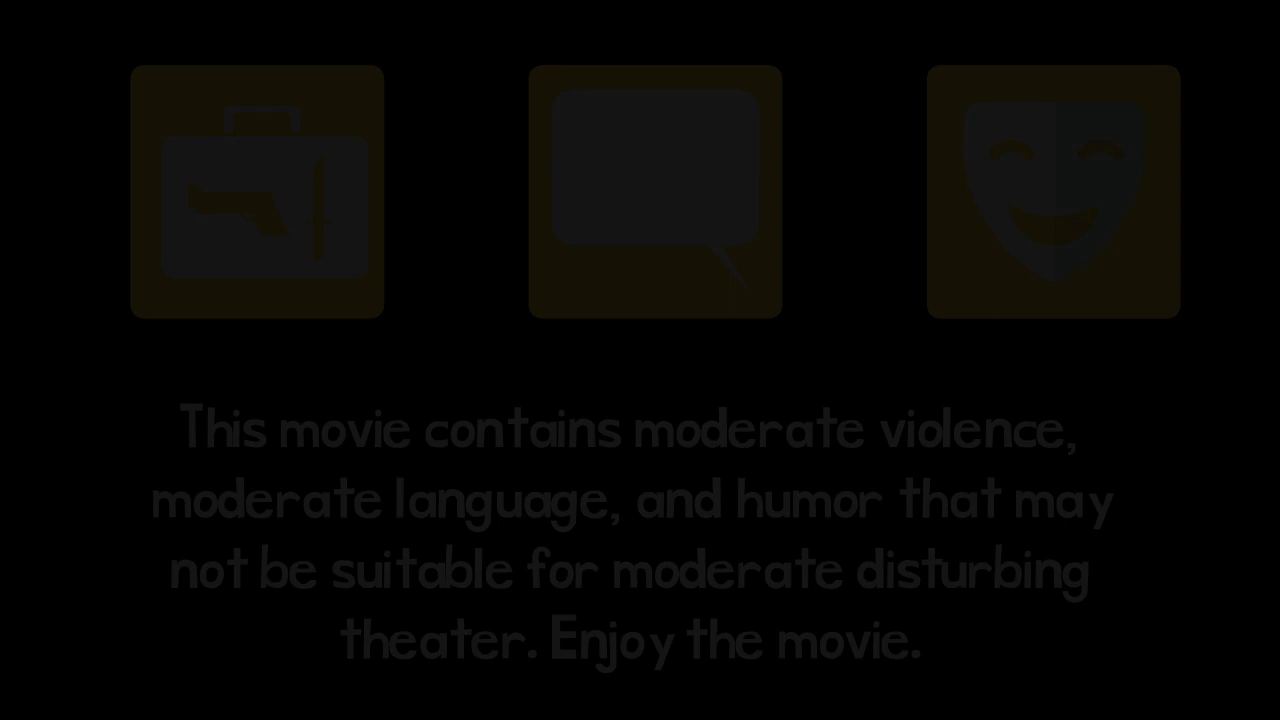 This movie contains moderate violence,
moderate language, and humor that may
not be suitable for moderate disturbing
theater. Enjoy the movie.